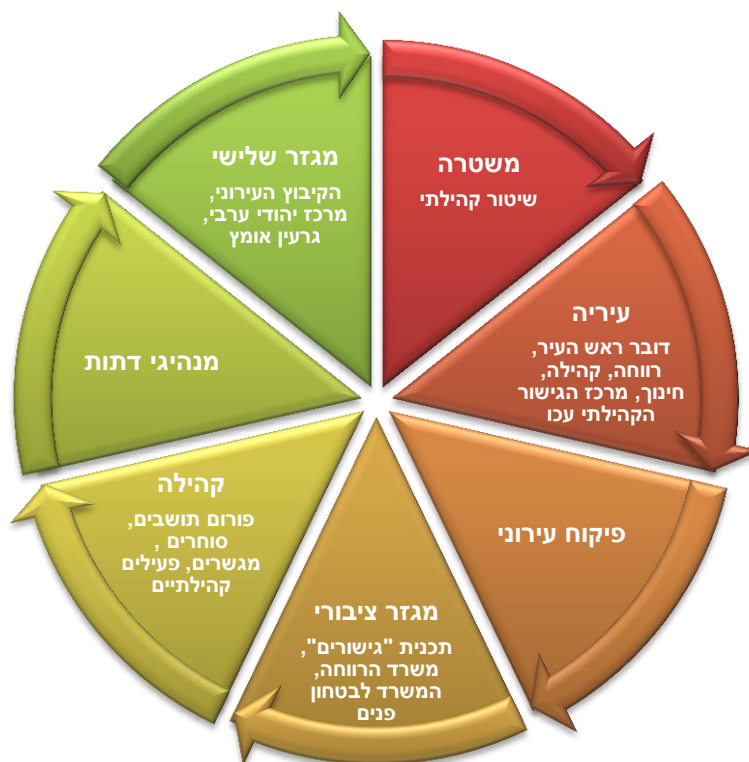 משטרה
שיטור קהילתי
עיריה
דובר ראש העיר,
רווחה, קהילה,
חינוך, מרכז הגישור
הקהילתי עכו
פיקוח עירוני
מגזר ציבורי
תכנית "גישורים",
משרד הרווחה,
המשרד לבטחון
פנים
קהילה
פורום תושבים,
סוחרים ,
מגשרים, פעילים
קהילתיים
מנהיגי דתות
מגזר שלישי
הקיבוץ העירוני,
מרכז יהודי ערבי,
גרעין אומץ